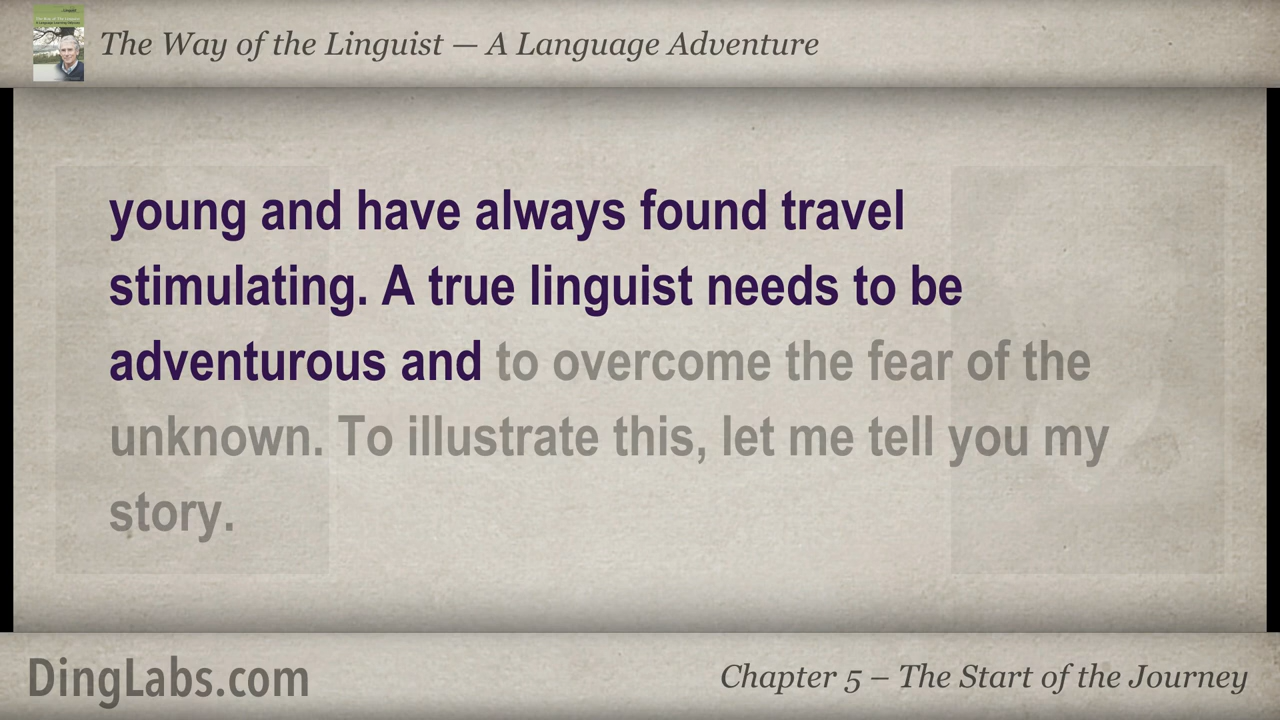 The Way of the Linguist — A Language Adventure
young and have always found travel
stimulating. A true linguist needs to be
adventurous and to overcome the fear of the
unknown. To illustrate this, let me tell you my
story.
DingLabs.com
Chapter 5 – The Start of the Journey